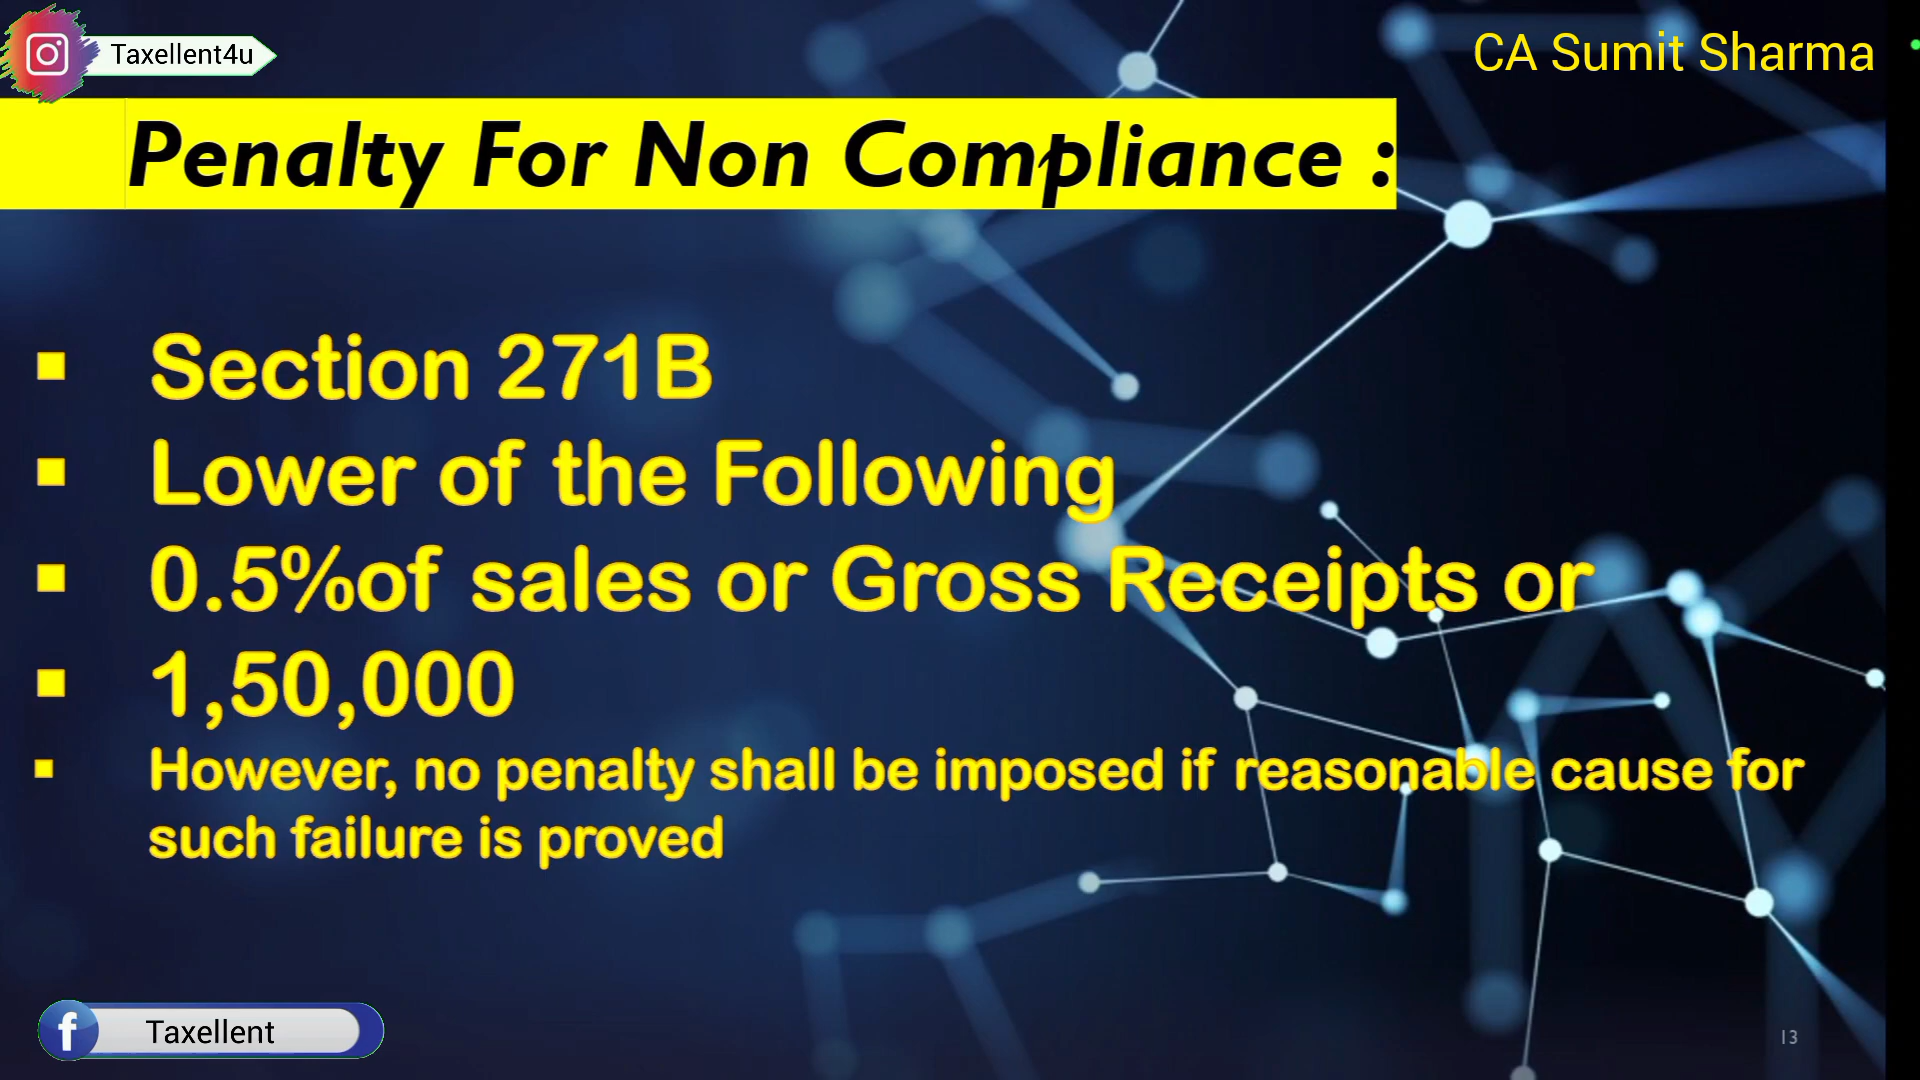 Taxellent4u
CA Sumit Sharma
Penalty For Non Compliance :
Section 271B
Lower of the Following
0.5%of sales or Gross Receipts or
1,50,000
However, no penalty shall be imposed if reasonable cause for
such failure is proved
Taxellent
13